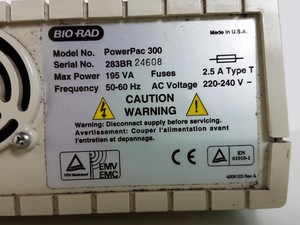 BIO-RAD
Made in U.S.A.
Model No. PowerPac 300
Serial No. 283BR 24608
Max Power 195 VA Fuses 2.5 A Type T
Frequency 50-60 Hz AC Voltage 220-240 V ~
CAUTION
WARNING
Warning: Disconnect supply before servicing.
Avertissement: Couper l'alimentation avant
l'entretien et depannage.
EMV
EMC
EN
61010-1